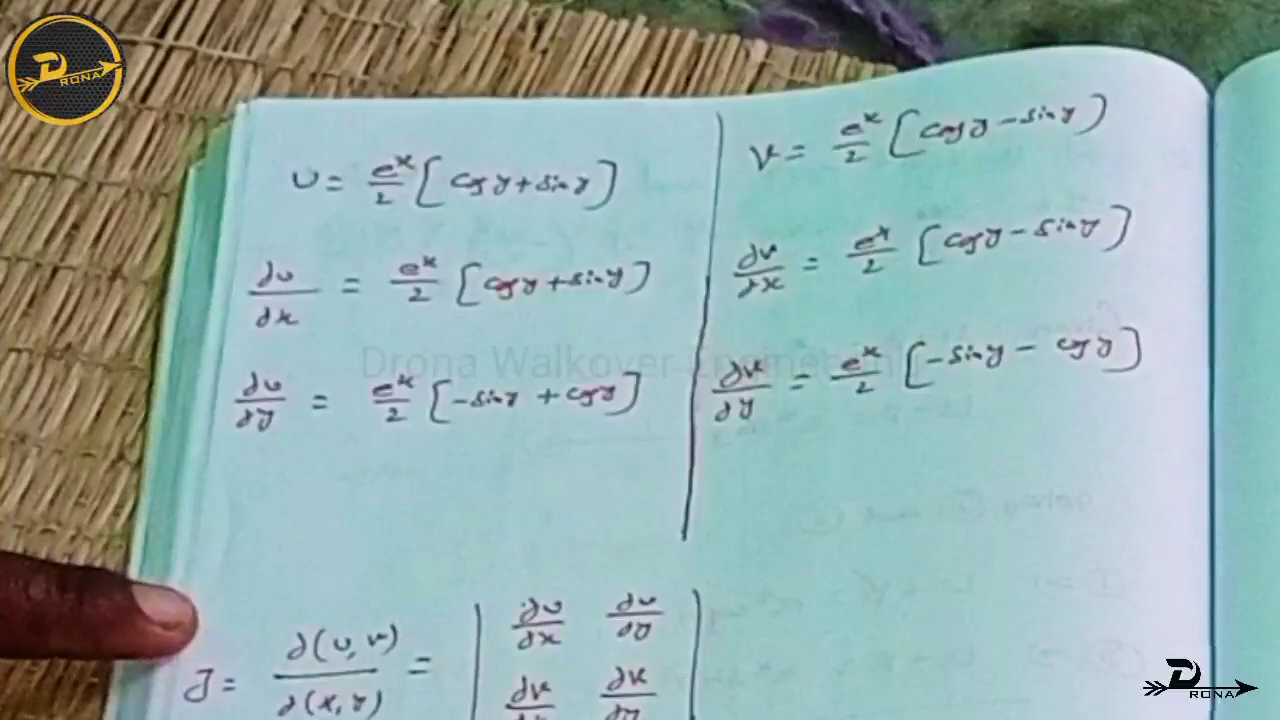 DRONA
U = e^x/2 [cos y + sin y]
∂u/∂x = e^x/2 [cos y + sin y]
∂u/∂y = e^x/2 [-sin y + cos y]
V = e^x/2 [cos y - sin y]
∂v/∂x = e^x/2 [cos y - sin y]
∂v/∂y = e^x/2 [-sin y - cos y]
Drona Walkover
J = ∂(u,v)/∂(x,y) = | ∂u/∂x ∂u/∂y |
∂v/∂x ∂v/∂y
DRONA